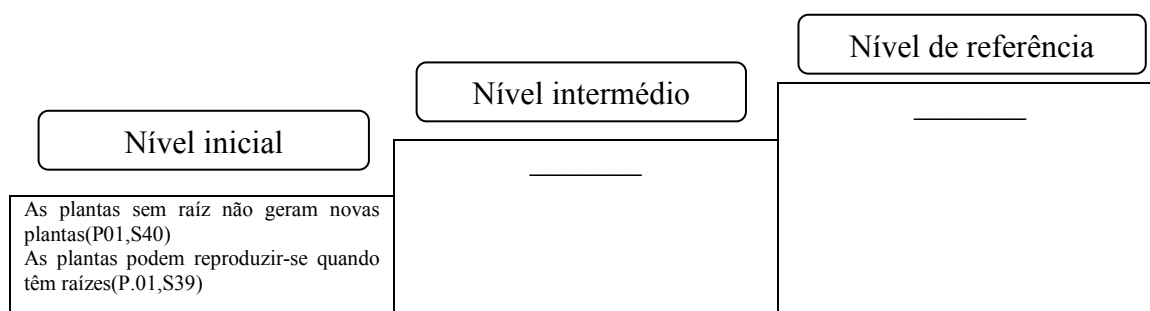 Nível de referência
Nível intermédio
Nível inicial
As plantas sem raíz não geram novas
plantas(P01,S40)
As plantas podem reproduzir-se quando
têm raízes(P.01,S39)